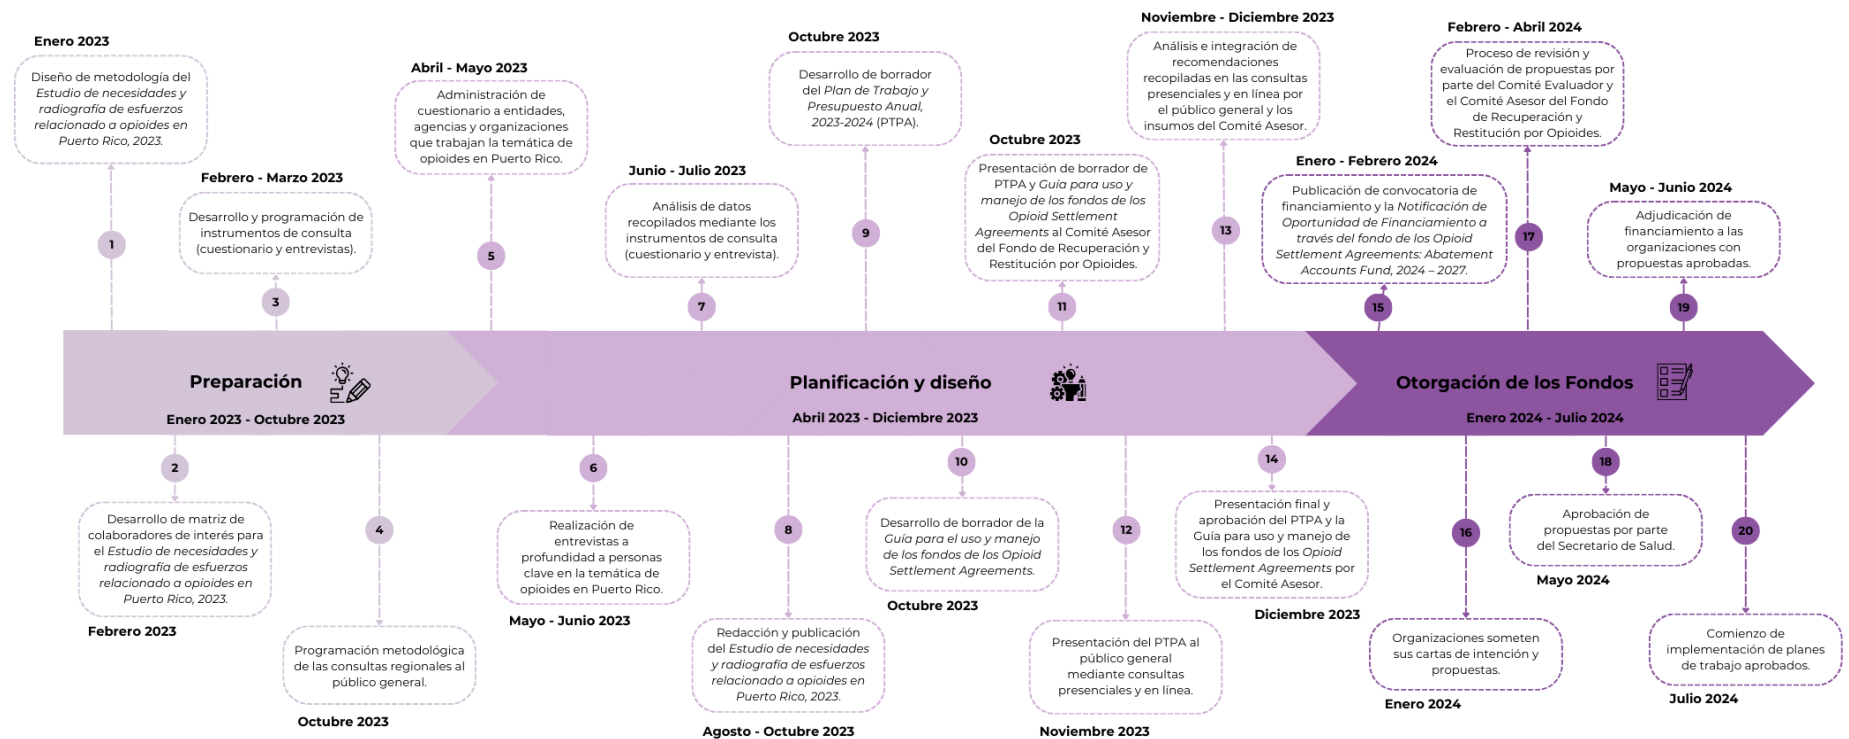 Enero 2023
Diseño de metodología del
Estudio de necesidades y
radiografía de esfuerzos
relacionado a opioides en
Puerto Rico, 2023.
1
Febrero 2023
Desarrollo de matriz de
colaboradores de interés para
el Estudio de necesidades y
radiografía de esfuerzos
relacionado a opioides en
Puerto Rico, 2023.
2
Febrero - Marzo 2023
Desarrollo y programación de
instrumentos de consulta
(cuestionario y entrevistas).
3
Programación metodológica
de las consultas regionales al
público general.
Octubre 2023
4
Abril - Mayo 2023
Administración de
cuestionario a entidades,
agencias y organizaciones
que trabajan la temática de
opioides en Puerto Rico.
5
6
Realización de
entrevistas a
profundidad a personas
clave en la temática de
opioides en Puerto Rico.
Mayo - Junio 2023
Junio - Julio 2023
Análisis de datos
recopilados mediante los
instrumentos de consulta
(cuestionario y entrevista).
7
8
Redacción y publicación
del Estudio de necesidades
y radiografía de esfuerzos
relacionado a opioides en
Puerto Rico, 2023.
Agosto - Octubre 2023
Octubre 2023
Desarrollo de borrador
del Plan de Trabajo y
Presupuesto Anual,
2023-2024 (PTPA).
9
10
Desarrollo de borrador de la
Guía para el uso y manejo
de los fondos de los Opioid
Settlement Agreements.
Octubre 2023
Octubre 2023
Presentación de borrador de
PTPA y Guía para uso y
manejo de los fondos de los
Opioid Settlement
Agreements al Comité Asesor
del Fondo de Recuperación y
Restitución por Opioides.
11
12
Presentación del PTPA al
público general
mediante consultas
presenciales y en línea.
Noviembre 2023
Noviembre - Diciembre 2023
Análisis e integración de
recomendaciones
recopiladas en las consultas
presenciales y en línea por
el público general y los
insumos del Comité Asesor.
13
14
Presentación final y
aprobación del PTPA y la
Guía para uso y manejo de
los fondos de los Opioid
Settlement Agreements por
el Comité Asesor.
Diciembre 2023
Enero - Febrero 2024
Publicación de convocatoria de
financiamiento y la Notificación de
Oportunidad de Financiamiento a
través del fondo de los Opioid
Settlement Agreements: Abatement
Accounts Fund, 2024 – 2027.
15
16
Organizaciones someten
sus cartas de intención y
propuestas.
Enero 2024
Febrero - Abril 2024
Proceso de revisión y
evaluación de propuestas por
parte del Comité Evaluador y
el Comité Asesor del Fondo
de Recuperación y
Restitución por Opioides.
17
18
Aprobación de
propuestas por parte
del Secretario de Salud.
Mayo 2024
Mayo - Junio 2024
Adjudicación de
financiamiento a las
organizaciones con
propuestas aprobadas.
19
20
Comienzo de
implementación de planes
de trabajo aprobados.
Julio 2024
Preparación
Enero 2023 - Octubre 2023
Planificación y diseño
Abril 2023 - Diciembre 2023
Otorgación de los Fondos
Enero 2024 - Julio 2024